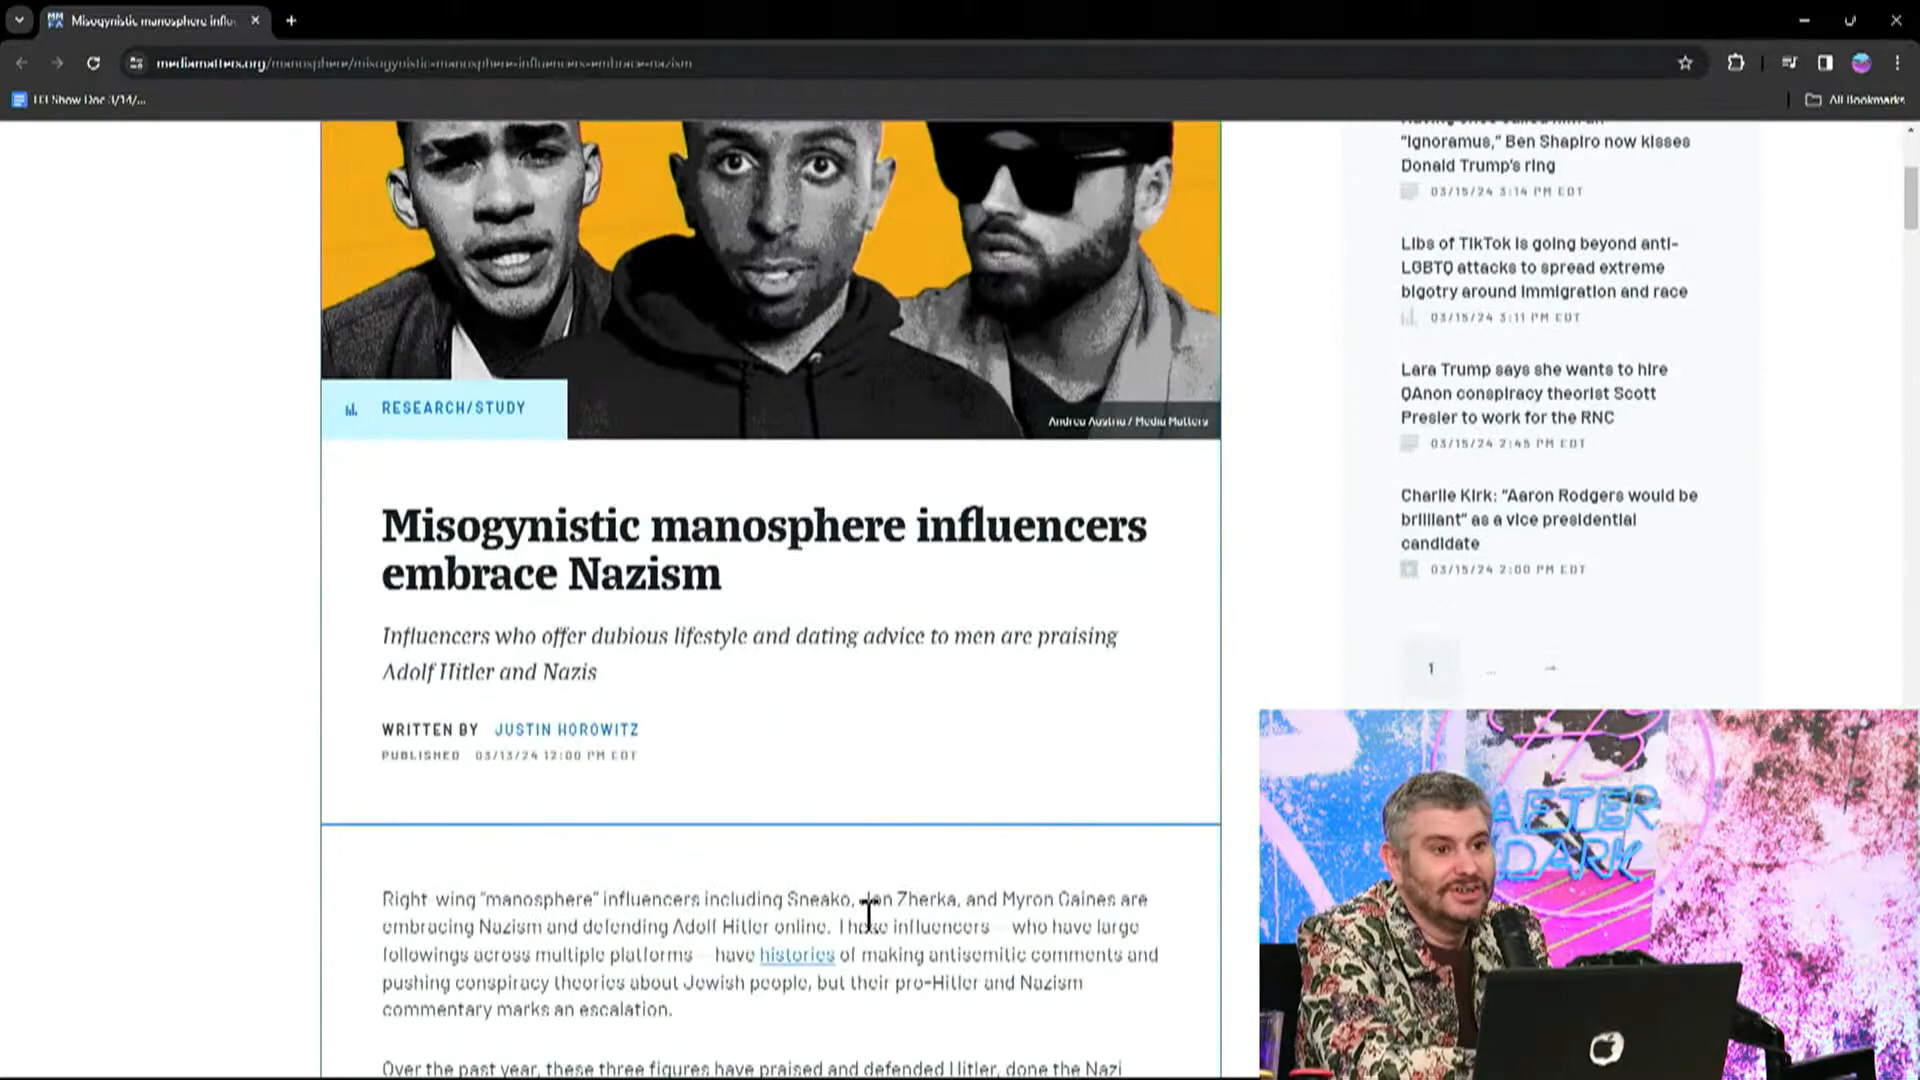 Misogynistic manosphere influ
mediamatters.org/manosphere/misogynistic-manosphere-influencers-embrace-nazism
Show Doc 3/14/...
All Bookmarks
"Ignoramus," Ben Shapiro now kisses
Donald Trump's ring
03/15/24 3:14 PM EDT
Libs of TikTok is going beyond anti-
LGBTQ attacks to spread extreme
bigotry around immigration and race
03/15/24 3:11 PM EDT
Lara Trump says she wants to hire
QAnon conspiracy theorist Scott
Presler to work for the RNC
03/15/24 2:45 PM EDT
Charlie Kirk: "Aaron Rodgers would be
brilliant" as a vice presidential
candidate
03/15/24 2:00 PM EDT
1 ... →
RESEARCH/STUDY
Andrea Austria / Media Matters
Misogynistic manosphere influencers
embrace Nazism
Influencers who offer dubious lifestyle and dating advice to men are praising
Adolf Hitler and Nazis
WRITTEN BY JUSTIN HOROWITZ
PUBLISHED 03/13/24 12:00 PM EDT
Right-wing "manosphere" influencers including Sneako, Jon Zherka, and Myron Gaines are
embracing Nazism and defending Adolf Hitler online. These influencers — who have large
followings across multiple platforms — have histories of making antisemitic comments and
pushing conspiracy theories about Jewish people, but their pro-Hitler and Nazism
commentary marks an escalation.
Over the past year, these three figures have praised and defended Hitler, done the Nazi
AFTER
DARK